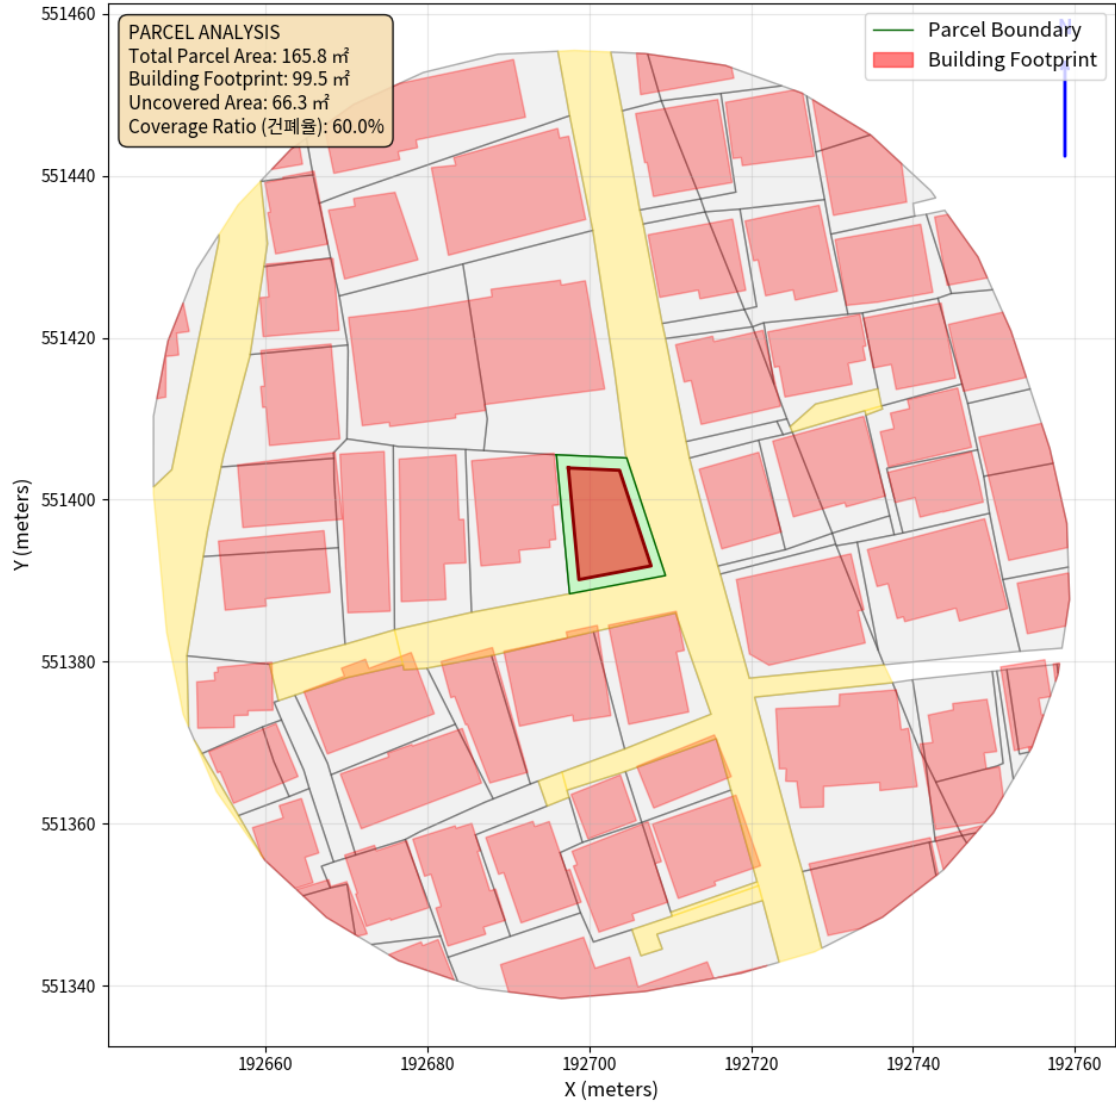 551460
551440
551420
551400
551380
551360
551340
Y (meters)
PARCEL ANALYSIS
Total Parcel Area: 165.8 ㎡
Building Footprint: 99.5 ㎡
Uncovered Area: 66.3 ㎡
Coverage Ratio (건폐율): 60.0%
N
Parcel Boundary
Building Footprint
192660
192680
192700
192720
192740
192760
X (meters)